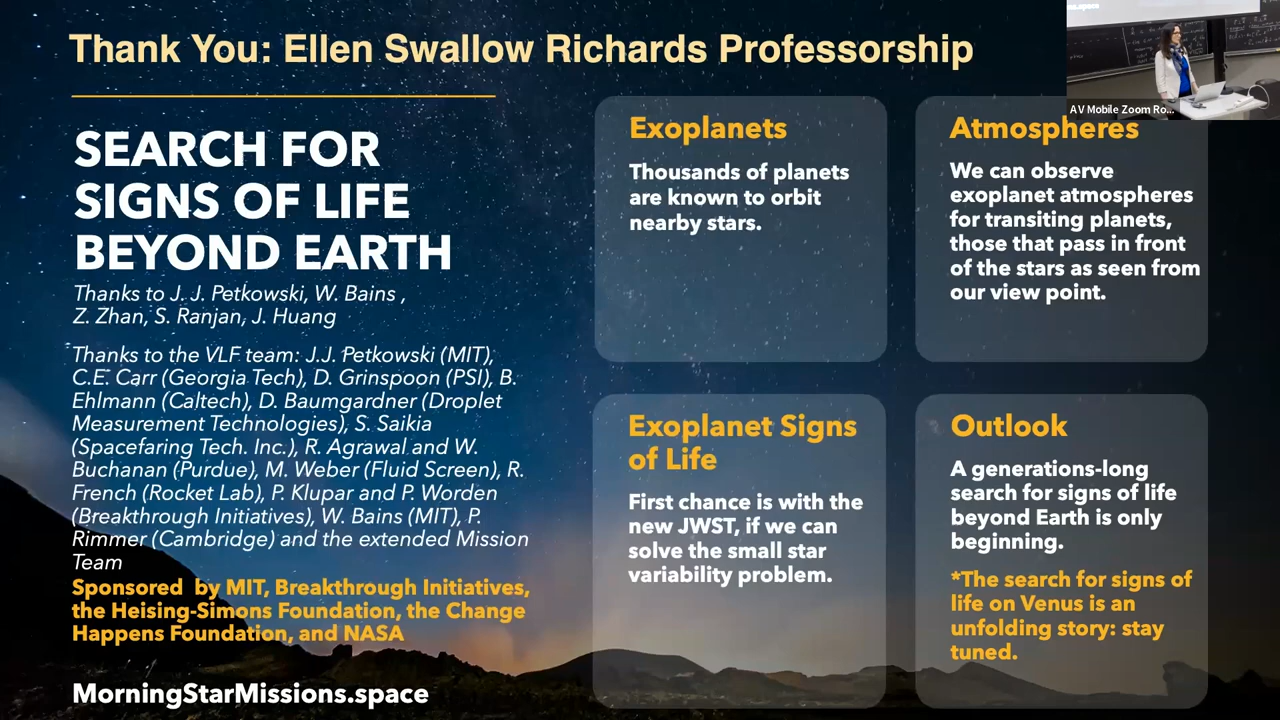 Thank You: Ellen Swallow Richards Professorship
SEARCH FOR
SIGNS OF LIFE
BEYOND EARTH
Thanks to J. J. Petkowski, W. Bains ,
Z. Zhan, S. Ranjan, J. Huang
Thanks to the VLF team: J.J. Petkowski (MIT),
C.E. Carr (Georgia Tech), D. Grinspoon (PSI), B.
Ehlmann (Caltech), D. Baumgardner (Droplet
Measurement Technologies), S. Saikia
(Spacefaring Tech. Inc.), R. Agrawal and W.
Buchanan (Purdue), M. Weber (Fluid Screen), R.
French (Rocket Lab), P. Klupar and P. Worden
(Breakthrough Initiatives), W. Bains (MIT), P.
Rimmer (Cambridge) and the extended Mission
Team
Sponsored by MIT, Breakthrough Initiatives,
the Heising-Simons Foundation, the Change
Happens Foundation, and NASA
MorningStarMissions.space
Exoplanets
Thousands of planets
are known to orbit
nearby stars.
AV Mobile Zoom Ro...
Atmospheres
We can observe
exoplanet atmospheres
for transiting planets,
those that pass in front
of the stars as seen from
our view point.
Exoplanet Signs
of Life
First chance is with the
new JWST, if we can
solve the small star
variability problem.
Outlook
A generations-long
search for signs of life
beyond Earth is only
beginning.
*The search for signs of
life on Venus is an
unfolding story: stay
tuned.